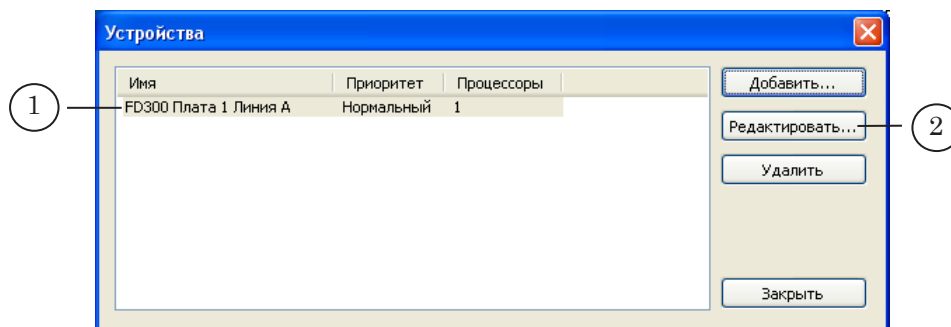 Устройства
Имя Приоритет Процессоры Добавить...
1 FD300 Плата 1 Линия A Нормальный 1
Редактировать... 2
Удалить
Закрыть